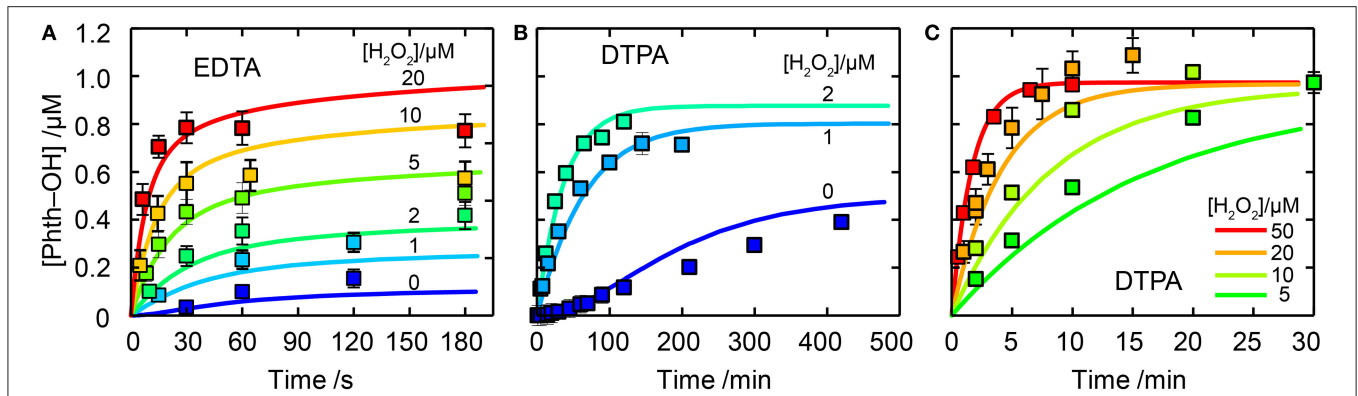 A
EDTA
[H₂O₂]/µM
20
10
5
2
1
0
1.2
1.0
0.8
0.6
0.4
0.2
0
[Phth–OH] /µM
0 30 60 90 120 150 180
Time /s
B
DTPA
[H₂O₂]/µM
2
1
0
0 100 200 300 400 500
Time /min
C
[H₂O₂]/µM
50
20
10
5
DTPA
0 5 10 15 20 25 30
Time /min